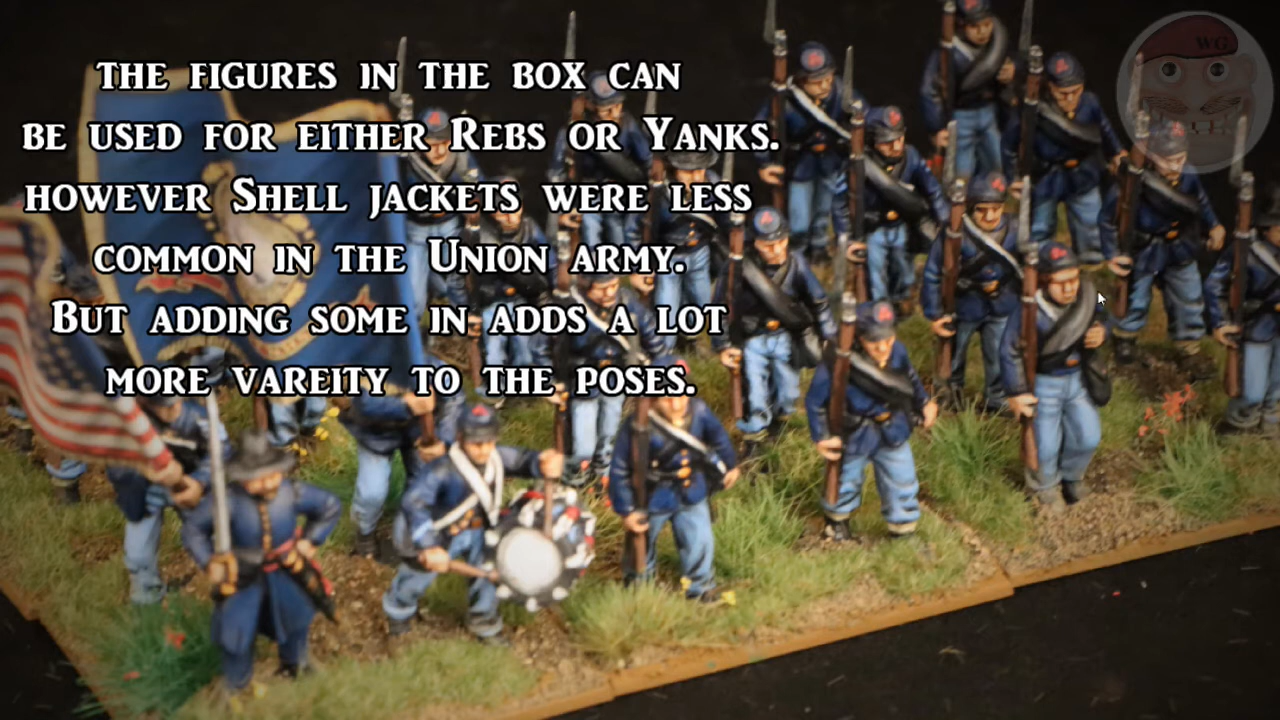 THE FIGURES IN THE BOX CAN
BE USED FOR EITHER REBS OR YANKS.
HOWEVER SHELL JACKETS WERE LESS
COMMON IN THE UNION ARMY.
BUT ADDING SOME IN ADDS A LOT
MORE VAREITY TO THE POSES.
WG